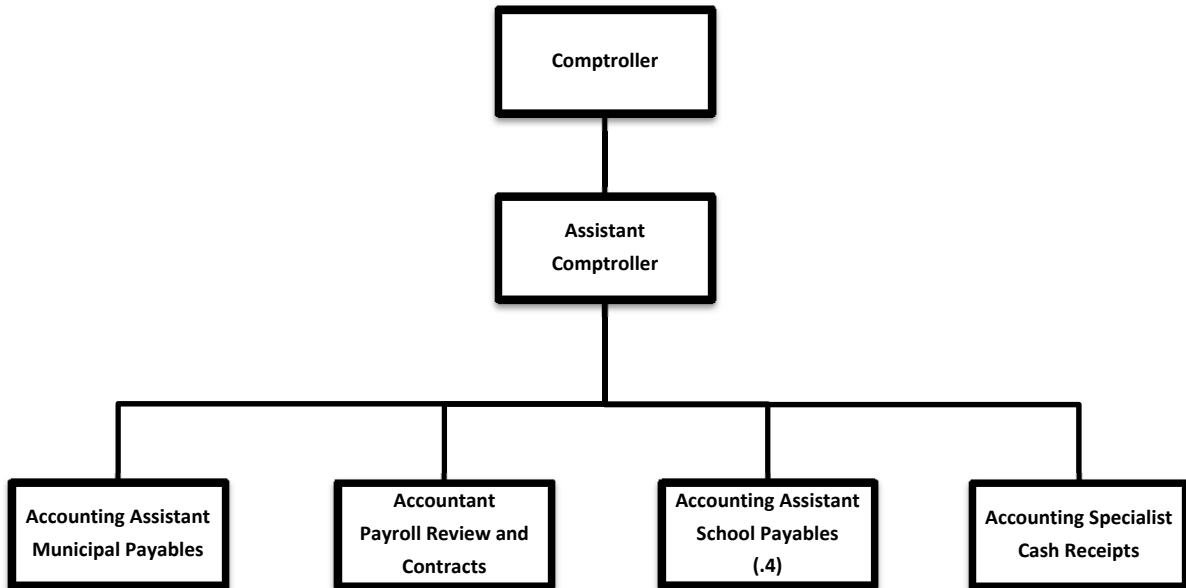 Comptroller
Assistant
Comptroller
Accounting Assistant
Municipal Payables
Accountant
Payroll Review and
Contracts
Accounting Assistant
School Payables
(.4)
Accounting Specialist
Cash Receipts